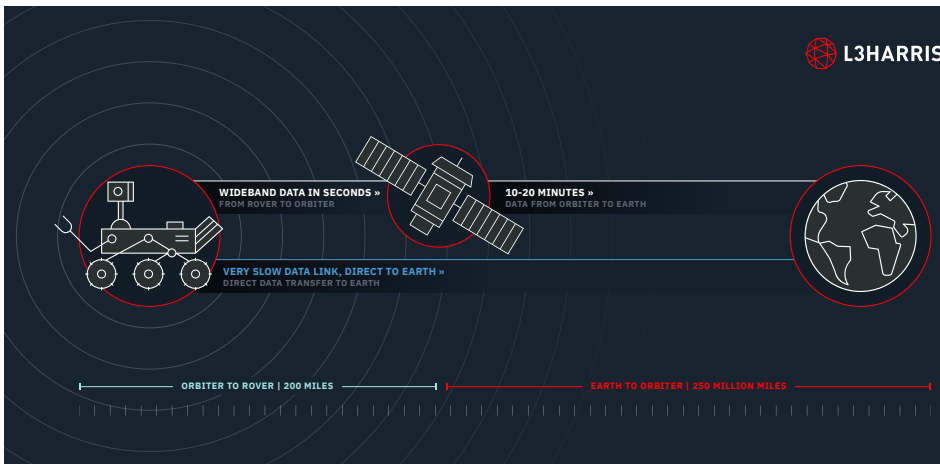 L3HARRIS
WIDEBAND DATA IN SECONDS »
FROM ROVER TO ORBITER
10-20 MINUTES »
DATA FROM ORBITER TO EARTH
VERY SLOW DATA LINK, DIRECT TO EARTH »
DIRECT DATA TRANSFER TO EARTH
ORBITER TO ROVER | 200 MILES
EARTH TO ORBITER | 250 MILLION MILES